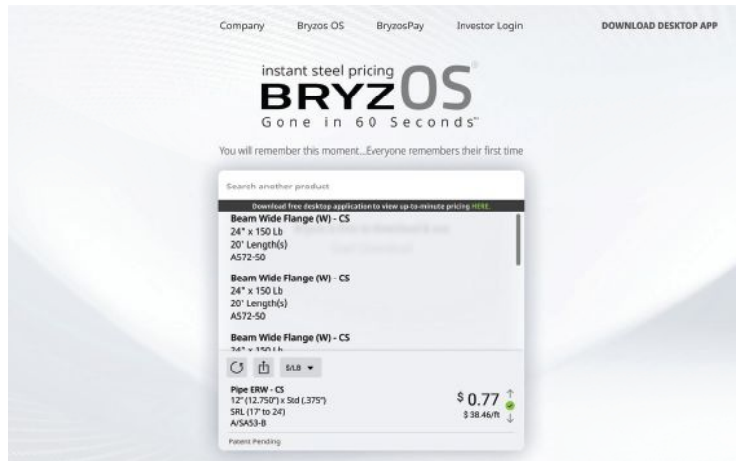 Company Bryzos OS BryzosPay Investor Login DOWNLOAD DESKTOP APP
instant steel pricing
BRYZOS
Gone in 60 Seconds™
You will remember this moment...Everyone remembers their first time
Search another product
Download free desktop application to view up-to-minute pricing HERE.
Beam Wide Flange (W) - CS
24" x 150 Lb
20' Length(s)
A572-50
Beam Wide Flange (W) - CS
24" x 150 Lb
20' Length(s)
A572-50
Beam Wide Flange (W) - CS
24" x 150 Lb
$/LB
Pipe ERW - CS
12" (12.750") x Std (.375")
SRL (17' to 24')
A/SA53-B
$ 0.77
$ 38.46/ft
Patent Pending